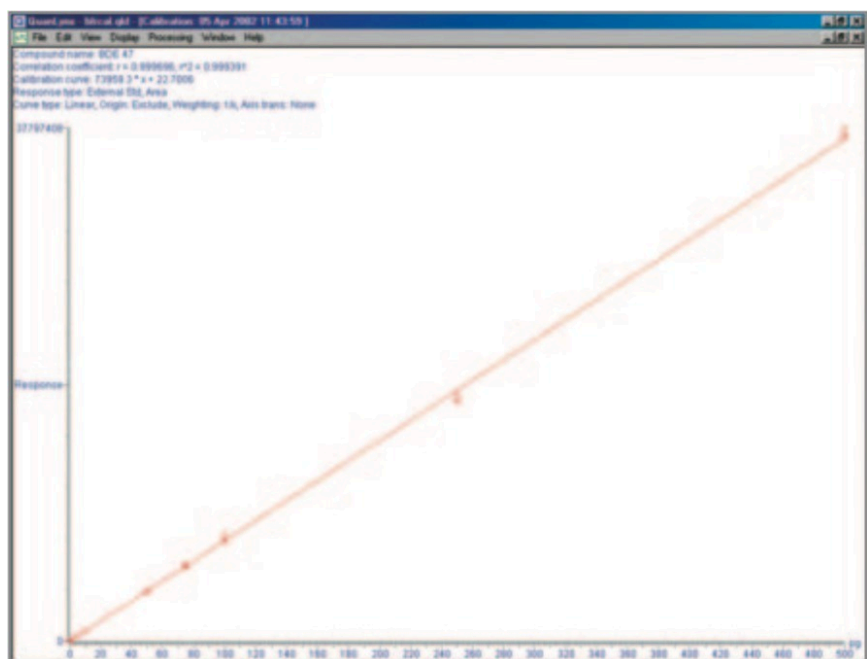 QuanLynx - bfrcal.qld - [Calibration 05 Apr 2002 11:43:59 ]
File Edit View Display Processing Window Help
Compound name: BDE 47
Correlation coefficient: r = 0.999696, r^2 = 0.999391
Calibration curve: 73959.3 * x + 22.7006
Response type: External Std, Area
Curve type: Linear, Origin: Exclude, Weighting: 1/x, Axis trans: None
37797408
Response
0
0 20 40 60 80 100 120 140 160 180 200 220 240 260 280 300 320 340 360 380 400 420 440 460 480 500